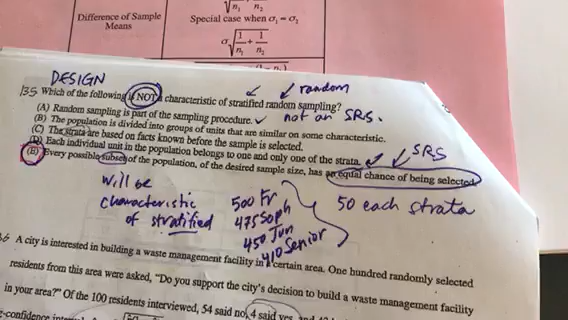 Difference of Sample
Means
√n₁ n₂
Special case when σ₁ = σ₂
σ√1/n₁ + 1/n₂
DESIGN
random
135 Which of the following is NOT a characteristic of stratified random sampling?
(A) Random sampling is part of the sampling procedure. ✓ not an SRS.
(B) The population is divided into groups of units that are similar on some characteristic.
(C) The strata are based on facts known before the sample is selected.
(D) Each individual unit in the population belongs to one and only one of the strata. ✓ SRS
(E) Every possible subset of the population, of the desired sample size, has an equal chance of being selected.
will be
characteristic
of stratified
500 Fr
475 Soph
450 Jun
410 Senior
50 each strata
A city is interested in building a waste management facility in a certain area. One hundred randomly selected
residents from this area were asked, "Do you support the city's decision to build a waste management facility
in your area?" Of the 100 residents interviewed, 54 said no, 4 said yes, and
-confidence